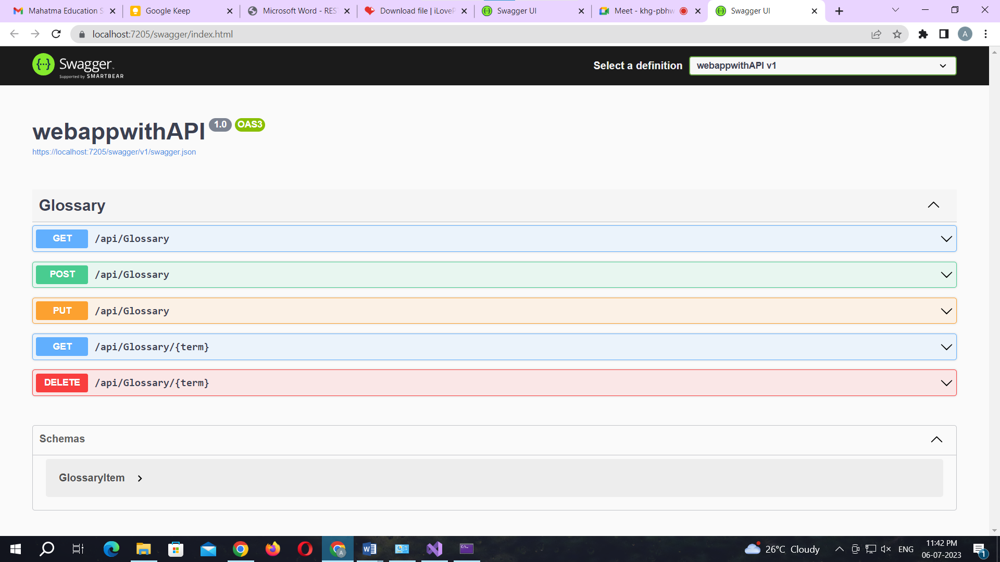 Mahatma Education S
Google Keep
Microsoft Word - RES
Download file | iLoveP
Swagger UI
Meet - khg-pbhw
Swagger UI
localhost:7205/swagger/index.html
A
Swagger
Supported by SMARTBEAR
Select a definition
webappwithAPI v1
webappwithAPI 1.0 OAS3
https://localhost:7205/swagger/v1/swagger.json
Glossary
GET /api/Glossary
POST /api/Glossary
PUT /api/Glossary
GET /api/Glossary/{term}
DELETE /api/Glossary/{term}
Schemas
GlossaryItem
26°C Cloudy
ENG
11:42 PM
06-07-2023
1